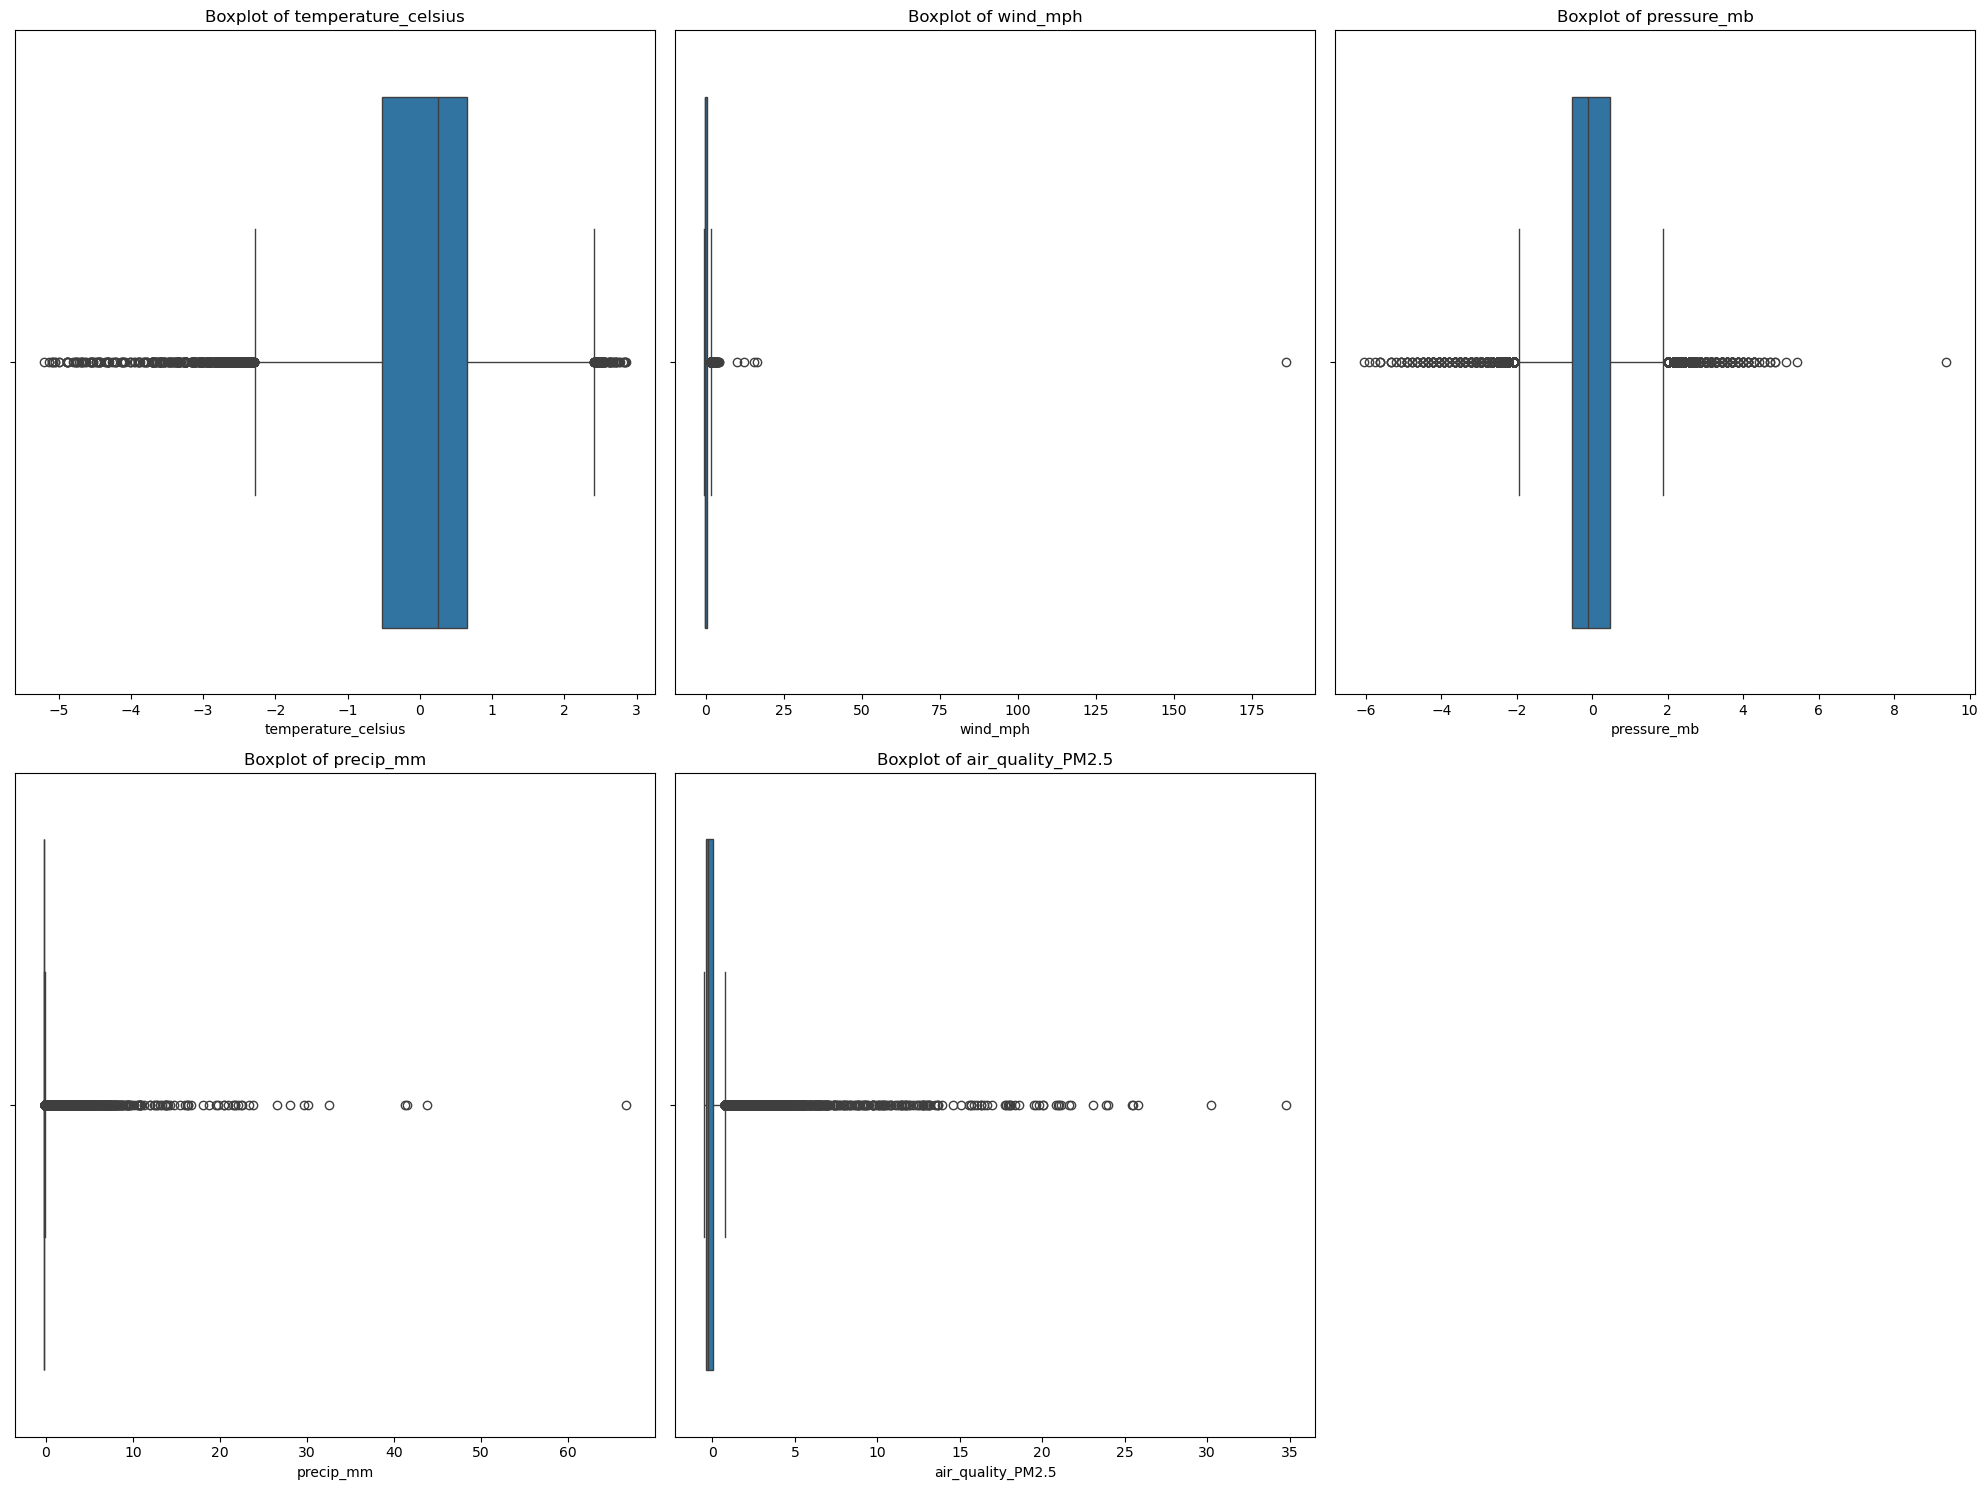 Boxplot of temperature_celsius
Boxplot of wind_mph
Boxplot of pressure_mb
−5 −4 −3 −2 −1 0 1 2 3
0 25 50 75 100 125 150 175
−6 −4 −2 0 2 4 6 8 10
temperature_celsius
wind_mph
pressure_mb
Boxplot of precip_mm
Boxplot of air_quality_PM2.5
0 10 20 30 40 50 60
0 5 10 15 20 25 30 35
precip_mm
air_quality_PM2.5